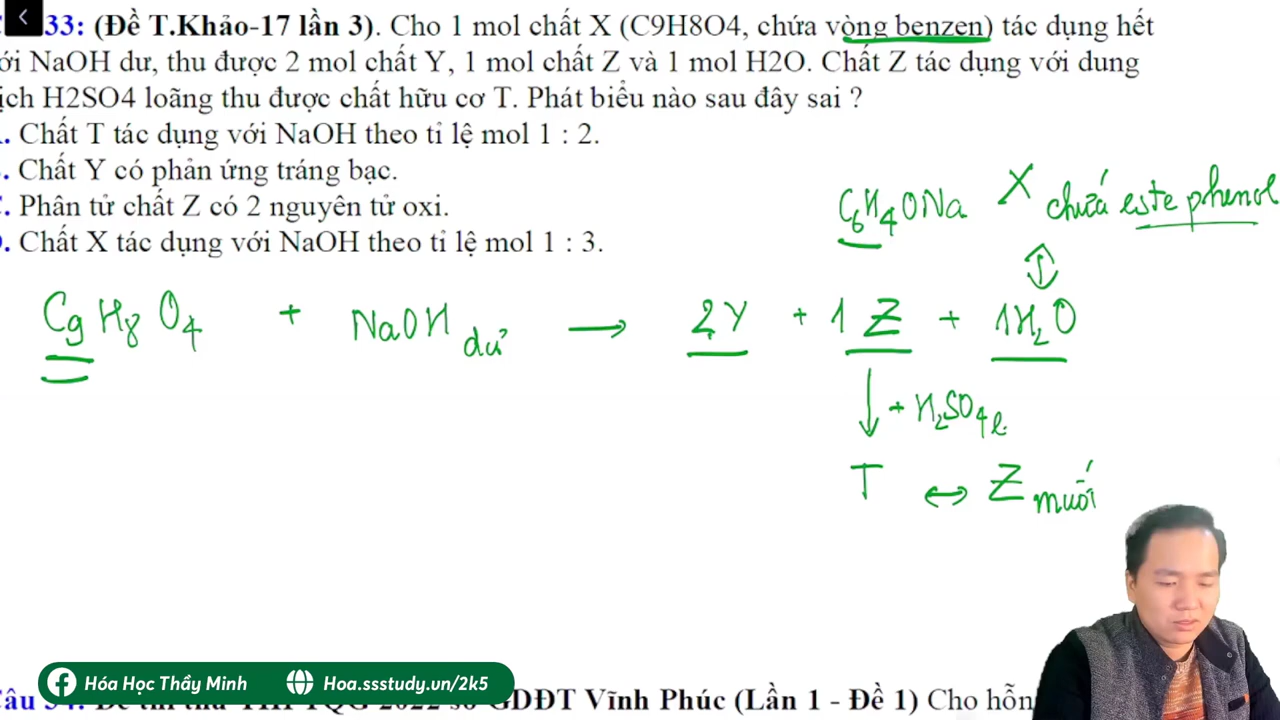 33: (Đề T.Khảo-17 lần 3). Cho 1 mol chất X (C9H8O4, chứa vòng benzen) tác dụng hết
ới NaOH dư, thu được 2 mol chất Y, 1 mol chất Z và 1 mol H2O. Chất Z tác dụng với dung
ịch H2SO4 loãng thu được chất hữu cơ T. Phát biểu nào sau đây sai ?
. Chất T tác dụng với NaOH theo tỉ lệ mol 1 : 2.
. Chất Y có phản ứng tráng bạc.
. Phân tử chất Z có 2 nguyên tử oxi.
. Chất X tác dụng với NaOH theo tỉ lệ mol 1 : 3.
C6H4ONa X chứa este phenol
C9H8O4 + NaOH dư → 2Y + 1 Z + 1H2O
+ H2SO4 l
T ↔ Z muối
Hóa Học Thầy Minh Hoa.ssstudy.vn/2k5
GDĐT Vĩnh Phúc (Lần 1 - Đề 1) Cho hỗn